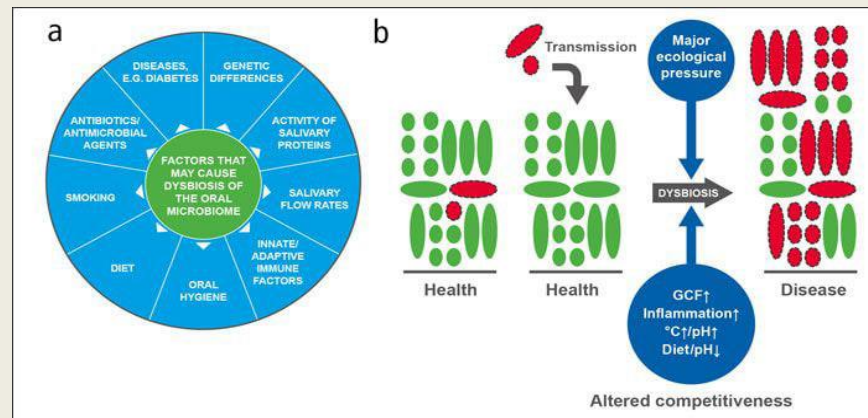 a
DISEASES,
E.G. DIABETES
GENETIC
DIFFERENCES
ANTIBIOTICS/
ANTIMICROBIAL
AGENTS
ACTIVITY OF
SALIVARY
PROTEINS
FACTORS THAT
MAY CAUSE
DYSBIOSIS OF
THE ORAL
MICROBIOME
SMOKING
SALIVARY
FLOW RATES
DIET
ORAL
HYGIENE
INNATE/
ADAPTIVE
IMMUNE
FACTORS
b
Transmission
Major
ecological
pressure
DYSBIOSIS
Health
Health
Disease
GCF↑
Inflammation↑
°C↑/pH↑
Diet/pH↓
Altered competitiveness